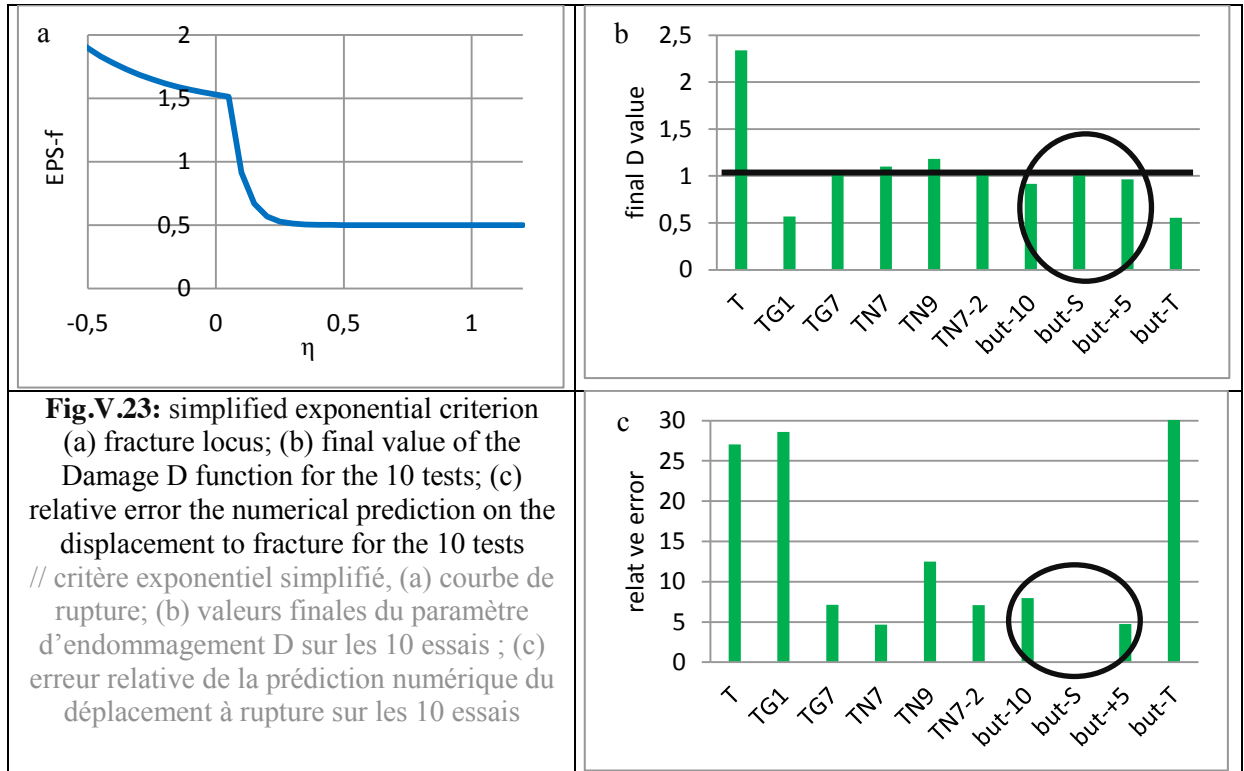 a
2
1,5
1
0,5
0
-0,5
0
0,5
1
EPS-f
η
b
2,5
2
1,5
1
0,5
0
final D value
T
TG1
TG7
TN7
TN9
TN7-2
but-10
but-S
but-+5
but-T
Fig.V.23: simplified exponential criterion
(a) fracture locus; (b) final value of the
Damage D function for the 10 tests; (c)
relative error the numerical prediction on the
displacement to fracture for the 10 tests
// critère exponentiel simplifié, (a) courbe de
rupture; (b) valeurs finales du paramètre
d’endommagement D sur les 10 essais ; (c)
erreur relative de la prédiction numérique du
déplacement à rupture sur les 10 essais
c
30
25
20
15
10
5
0
relat ve error
T
TG1
TG7
TN7
TN9
TN7-2
but-10
but-S
but-+5
but-T